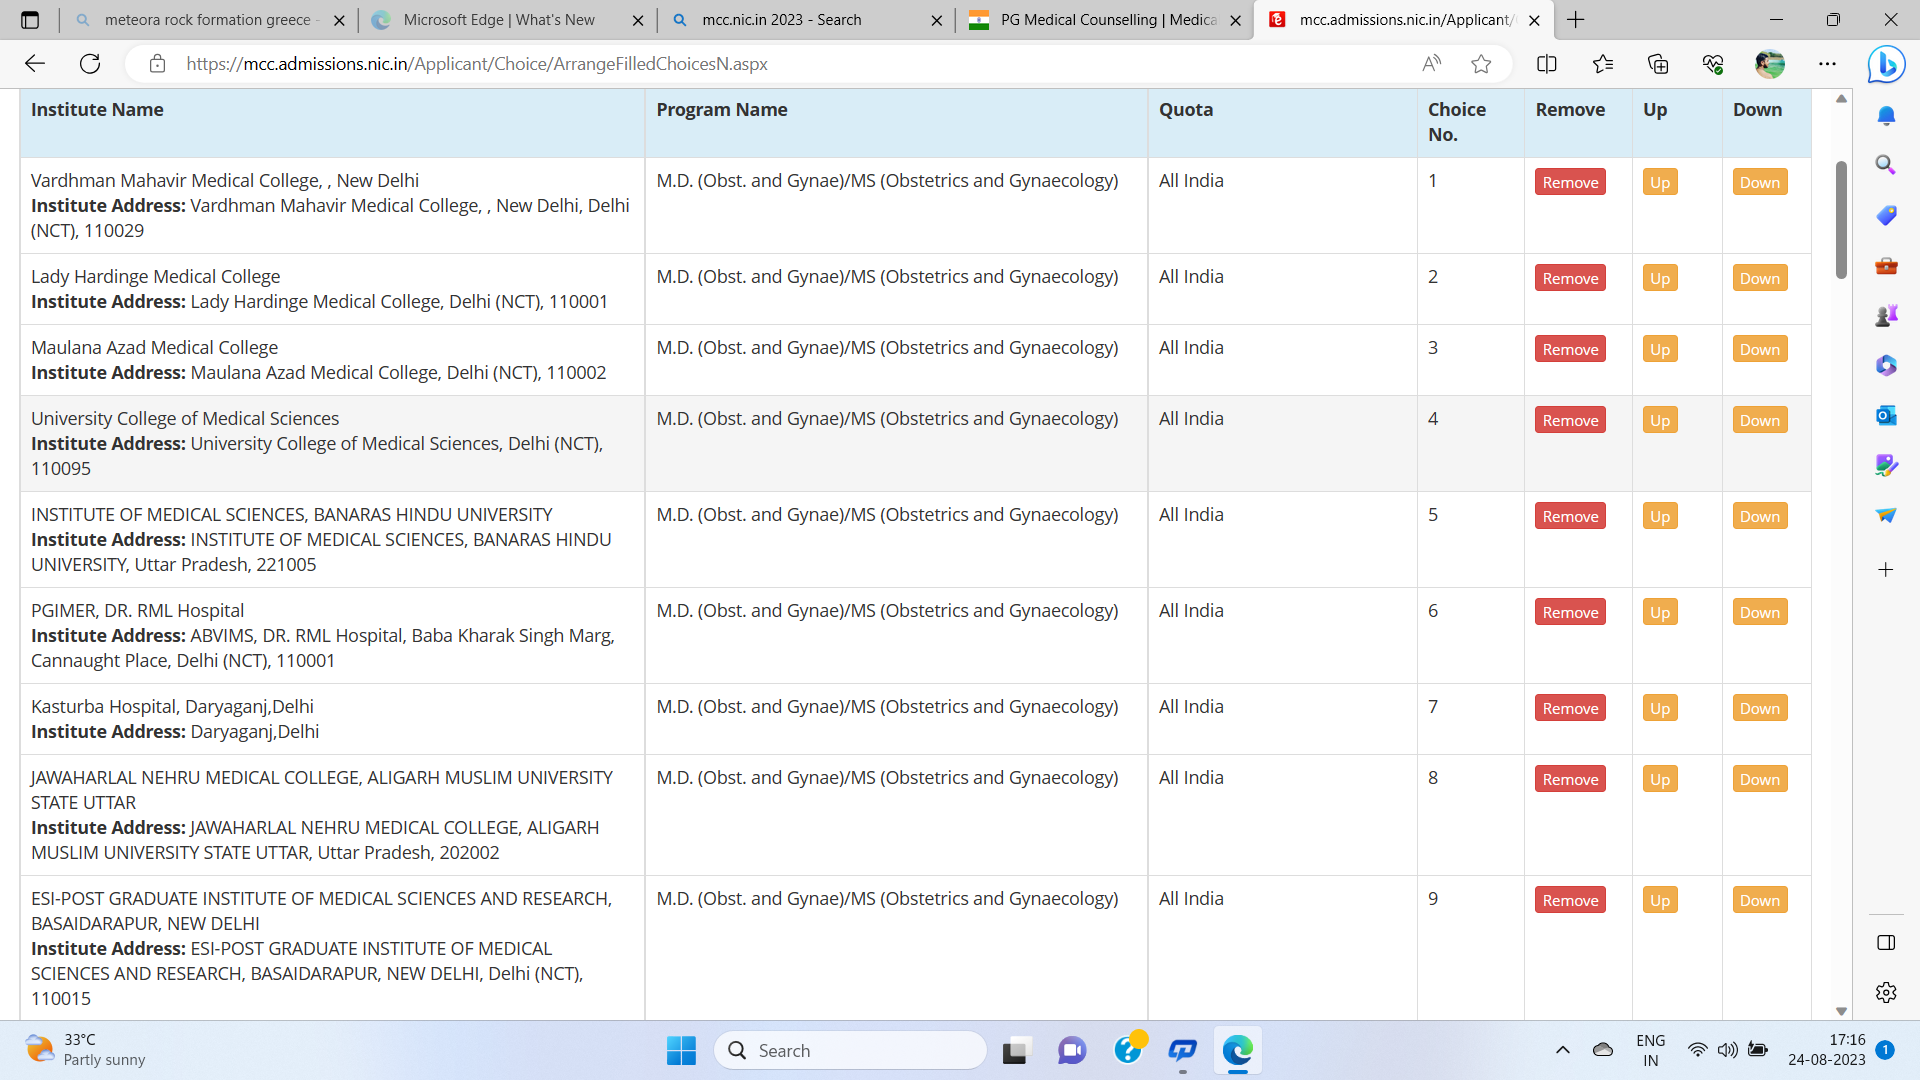 meteora rock formation greece -
Microsoft Edge | What's New
mcc.nic.in 2023 - Search
PG Medical Counselling | Medica
mcc.admissions.nic.in/Applicant/
https://mcc.admissions.nic.in/Applicant/Choice/ArrangeFilledChoicesN.aspx
Institute Name Program Name Quota Choice No. Remove Up Down
Vardhman Mahavir Medical College, , New Delhi
Institute Address: Vardhman Mahavir Medical College, , New Delhi, Delhi
(NCT), 110029
M.D. (Obst. and Gynae)/MS (Obstetrics and Gynaecology) All India 1 Remove Up Down
Lady Hardinge Medical College
Institute Address: Lady Hardinge Medical College, Delhi (NCT), 110001
M.D. (Obst. and Gynae)/MS (Obstetrics and Gynaecology) All India 2 Remove Up Down
Maulana Azad Medical College
Institute Address: Maulana Azad Medical College, Delhi (NCT), 110002
M.D. (Obst. and Gynae)/MS (Obstetrics and Gynaecology) All India 3 Remove Up Down
University College of Medical Sciences
Institute Address: University College of Medical Sciences, Delhi (NCT),
110095
M.D. (Obst. and Gynae)/MS (Obstetrics and Gynaecology) All India 4 Remove Up Down
INSTITUTE OF MEDICAL SCIENCES, BANARAS HINDU UNIVERSITY
Institute Address: INSTITUTE OF MEDICAL SCIENCES, BANARAS HINDU
UNIVERSITY, Uttar Pradesh, 221005
M.D. (Obst. and Gynae)/MS (Obstetrics and Gynaecology) All India 5 Remove Up Down
PGIMER, DR. RML Hospital
Institute Address: ABVIMS, DR. RML Hospital, Baba Kharak Singh Marg,
Cannaught Place, Delhi (NCT), 110001
M.D. (Obst. and Gynae)/MS (Obstetrics and Gynaecology) All India 6 Remove Up Down
Kasturba Hospital, Daryaganj,Delhi
Institute Address: Daryaganj,Delhi
M.D. (Obst. and Gynae)/MS (Obstetrics and Gynaecology) All India 7 Remove Up Down
JAWAHARLAL NEHRU MEDICAL COLLEGE, ALIGARH MUSLIM UNIVERSITY
STATE UTTAR
Institute Address: JAWAHARLAL NEHRU MEDICAL COLLEGE, ALIGARH
MUSLIM UNIVERSITY STATE UTTAR, Uttar Pradesh, 202002
M.D. (Obst. and Gynae)/MS (Obstetrics and Gynaecology) All India 8 Remove Up Down
ESI-POST GRADUATE INSTITUTE OF MEDICAL SCIENCES AND RESEARCH,
BASAIDARAPUR, NEW DELHI
Institute Address: ESI-POST GRADUATE INSTITUTE OF MEDICAL
SCIENCES AND RESEARCH, BASAIDARAPUR, NEW DELHI, Delhi (NCT),
110015
M.D. (Obst. and Gynae)/MS (Obstetrics and Gynaecology) All India 9 Remove Up Down
33°C
Partly sunny
Search
ENG
IN
17:16
24-08-2023
1